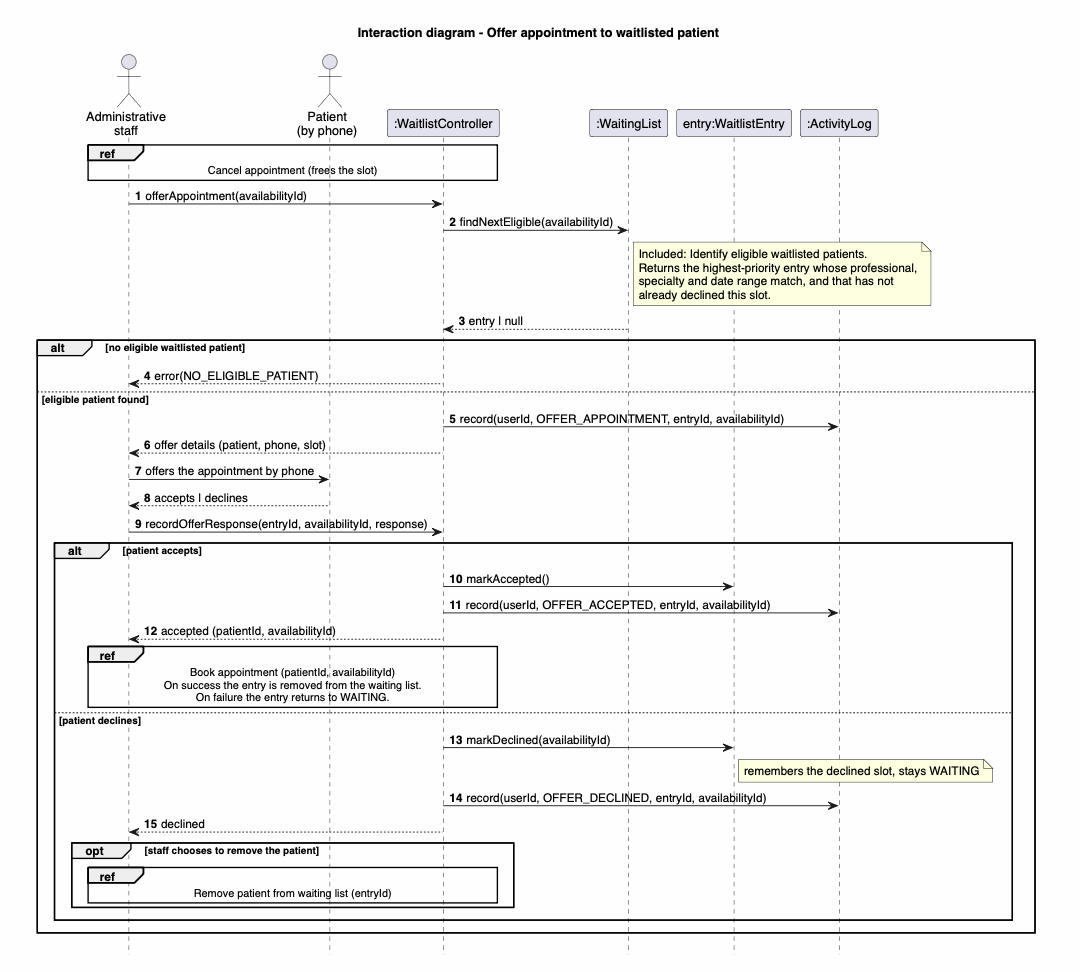 Interaction diagram - Offer appointment to waitlisted patient
Administrative
staff
Patient
(by phone)
:WaitlistController
:WaitingList
entry:WaitlistEntry
:ActivityLog
ref
Cancel appointment (frees the slot)
1 offerAppointment(availabilityId)
2 findNextEligible(availabilityId)
Included: Identify eligible waitlisted patients.
Returns the highest-priority entry whose professional,
specialty and date range match, and that has not
already declined this slot.
3 entry | null
alt [no eligible waitlisted patient]
4 error(NO_ELIGIBLE_PATIENT)
[eligible patient found]
5 record(userId, OFFER_APPOINTMENT, entryId, availabilityId)
6 offer details (patient, phone, slot)
7 offers the appointment by phone
8 accepts | declines
9 recordOfferResponse(entryId, availabilityId, response)
alt [patient accepts]
10 markAccepted()
11 record(userId, OFFER_ACCEPTED, entryId, availabilityId)
12 accepted (patientId, availabilityId)
ref
Book appointment (patientId, availabilityId)
On success the entry is removed from the waiting list.
On failure the entry returns to WAITING.
[patient declines]
13 markDeclined(availabilityId)
remembers the declined slot, stays WAITING
14 record(userId, OFFER_DECLINED, entryId, availabilityId)
15 declined
opt [staff chooses to remove the patient]
ref
Remove patient from waiting list (entryId)